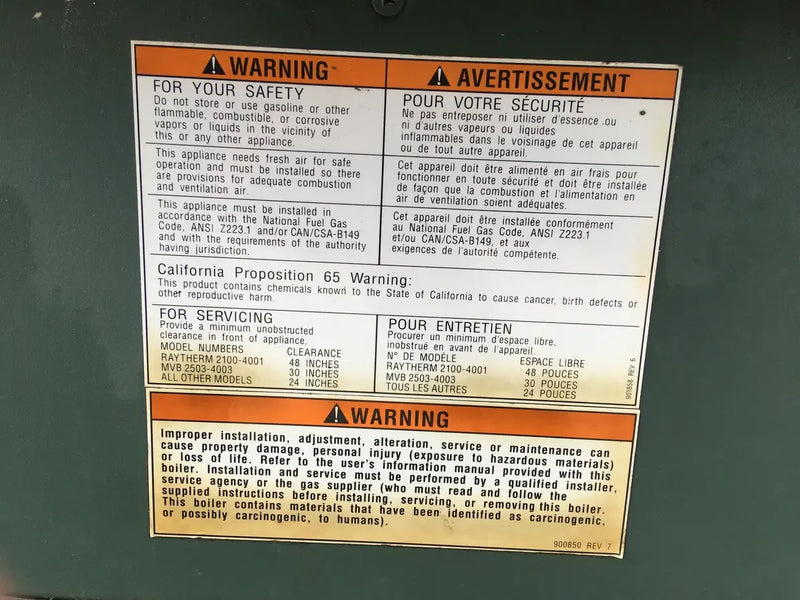 ⚠ WARNING
FOR YOUR SAFETY
Do not store or use gasoline or other
flammable, combustible, or corrosive
vapors or liquids in the vicinity of
this or any other appliance.
This appliance needs fresh air for safe
operation and must be installed so there
are provisions for adequate combustion
and ventilation air.
This appliance must be installed in
accordance with the National Fuel Gas
Code, ANSI Z223.1 and/or CAN/CSA-B149
and with the requirements of the authority
having jurisdiction.
⚠ AVERTISSEMENT
POUR VOTRE SÉCURITÉ
Ne pas entreposer ni utiliser d'essence .ou
ni d'autres vapeurs ou liquides
inflammables dans le voisinage de cet appareil
ou de tout autre appareil.
Cet appareil doit être alimenté en air frais pour
fonctionner en toute sécurité et doit être installée
de façon que la combustion et l'alimentation en
air de ventilation soient adéquates.
Cet appareil doit être installée conformément
au National Fuel Gas Code, ANSI Z223.1
et/ou CAN/CSA-B149, et aux
exigences de l'autorité compétente.
California Proposition 65 Warning:
This product contains chemicals known to the State of California to cause cancer, birth defects or
other reproductive harm.
FOR SERVICING
Provide a minimum unobstructed
clearance in front of appliance.
MODEL NUMBERS CLEARANCE
RAYTHERM 2100-4001 48 INCHES
MVB 2503-4003 30 INCHES
ALL OTHER MODELS 24 INCHES
POUR ENTRETIEN
Procurer un minimum d'espace libre,
inobstrué en avant de l'appareil.
N° DE MODÈLE ESPACE LIBRE
RAYTHERM 2100-4001 48 POUCES
MVB 2503-4003 30 POUCES
TOUS LES AUTRES 24 POUCES
900858 REV 6
⚠ WARNING
Improper installation, adjustment, alteration, service or maintenance can
cause property damage, personal injury (exposure to hazardous materials)
or loss of life. Refer to the user's information manual provided with this
boiler. Installation and service must be performed by a qualified installer,
service agency or the gas supplier (who must read and follow the
supplied instructions before installing, servicing, or removing this boiler.
This boiler contains materials that have been identified as carcinogenic,
or possibly carcinogenic, to humans).
900850 REV 7